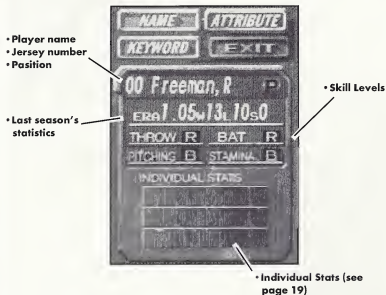 NAME ATTRIBUTE
KEYWORD EXIT
• Player name
• Jersey number
• Pasition
00 Freeman, R P
• Skill Levels
• Last season's
statistics
ERA 1.05 W 13 L 10 S 0
THROW R BAT R
PITCHING B STAMINA B
INDIVIDUAL STATS
• Individual Stats (see
page 19)